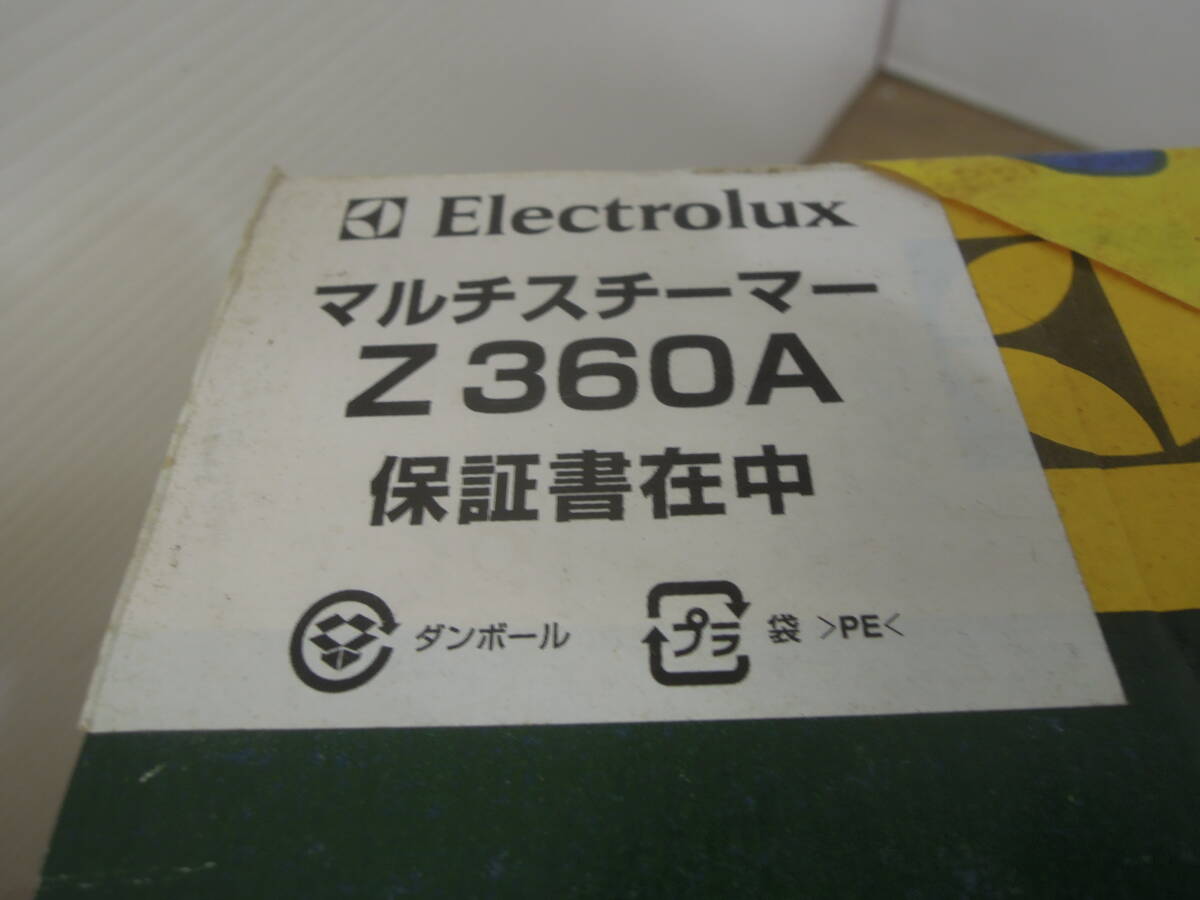 Electrolux
マルチスチーマー
Z360A
保証書在中
ダンボール プラ 袋 >PE<